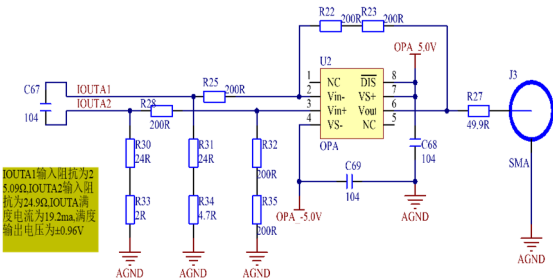 R22
R23
200R
200R
U2
OPA_5.0V
C67
IOUTA1
R25
1
NC
DIS
8
R27
J3
2
Vin-
VS+
7
IOUTA2
R28
200R
3
Vin+
Vout
6
104
200R
4
VS-
NC
5
49.9R
R30
R31
R32
OPA
C68
24R
24R
200R
C69
104
SMA
IOUTA1输入阻抗为2
5.09Ω,IOUTA2输入阻
抗为24.9Ω,IOUTA满
度电流为19.2ma,满度
输出电压为±0.96V
R33
R34
R35
104
2R
4.7R
200R
OPA_-5.0V
AGND
AGND
AGND
AGND
AGND